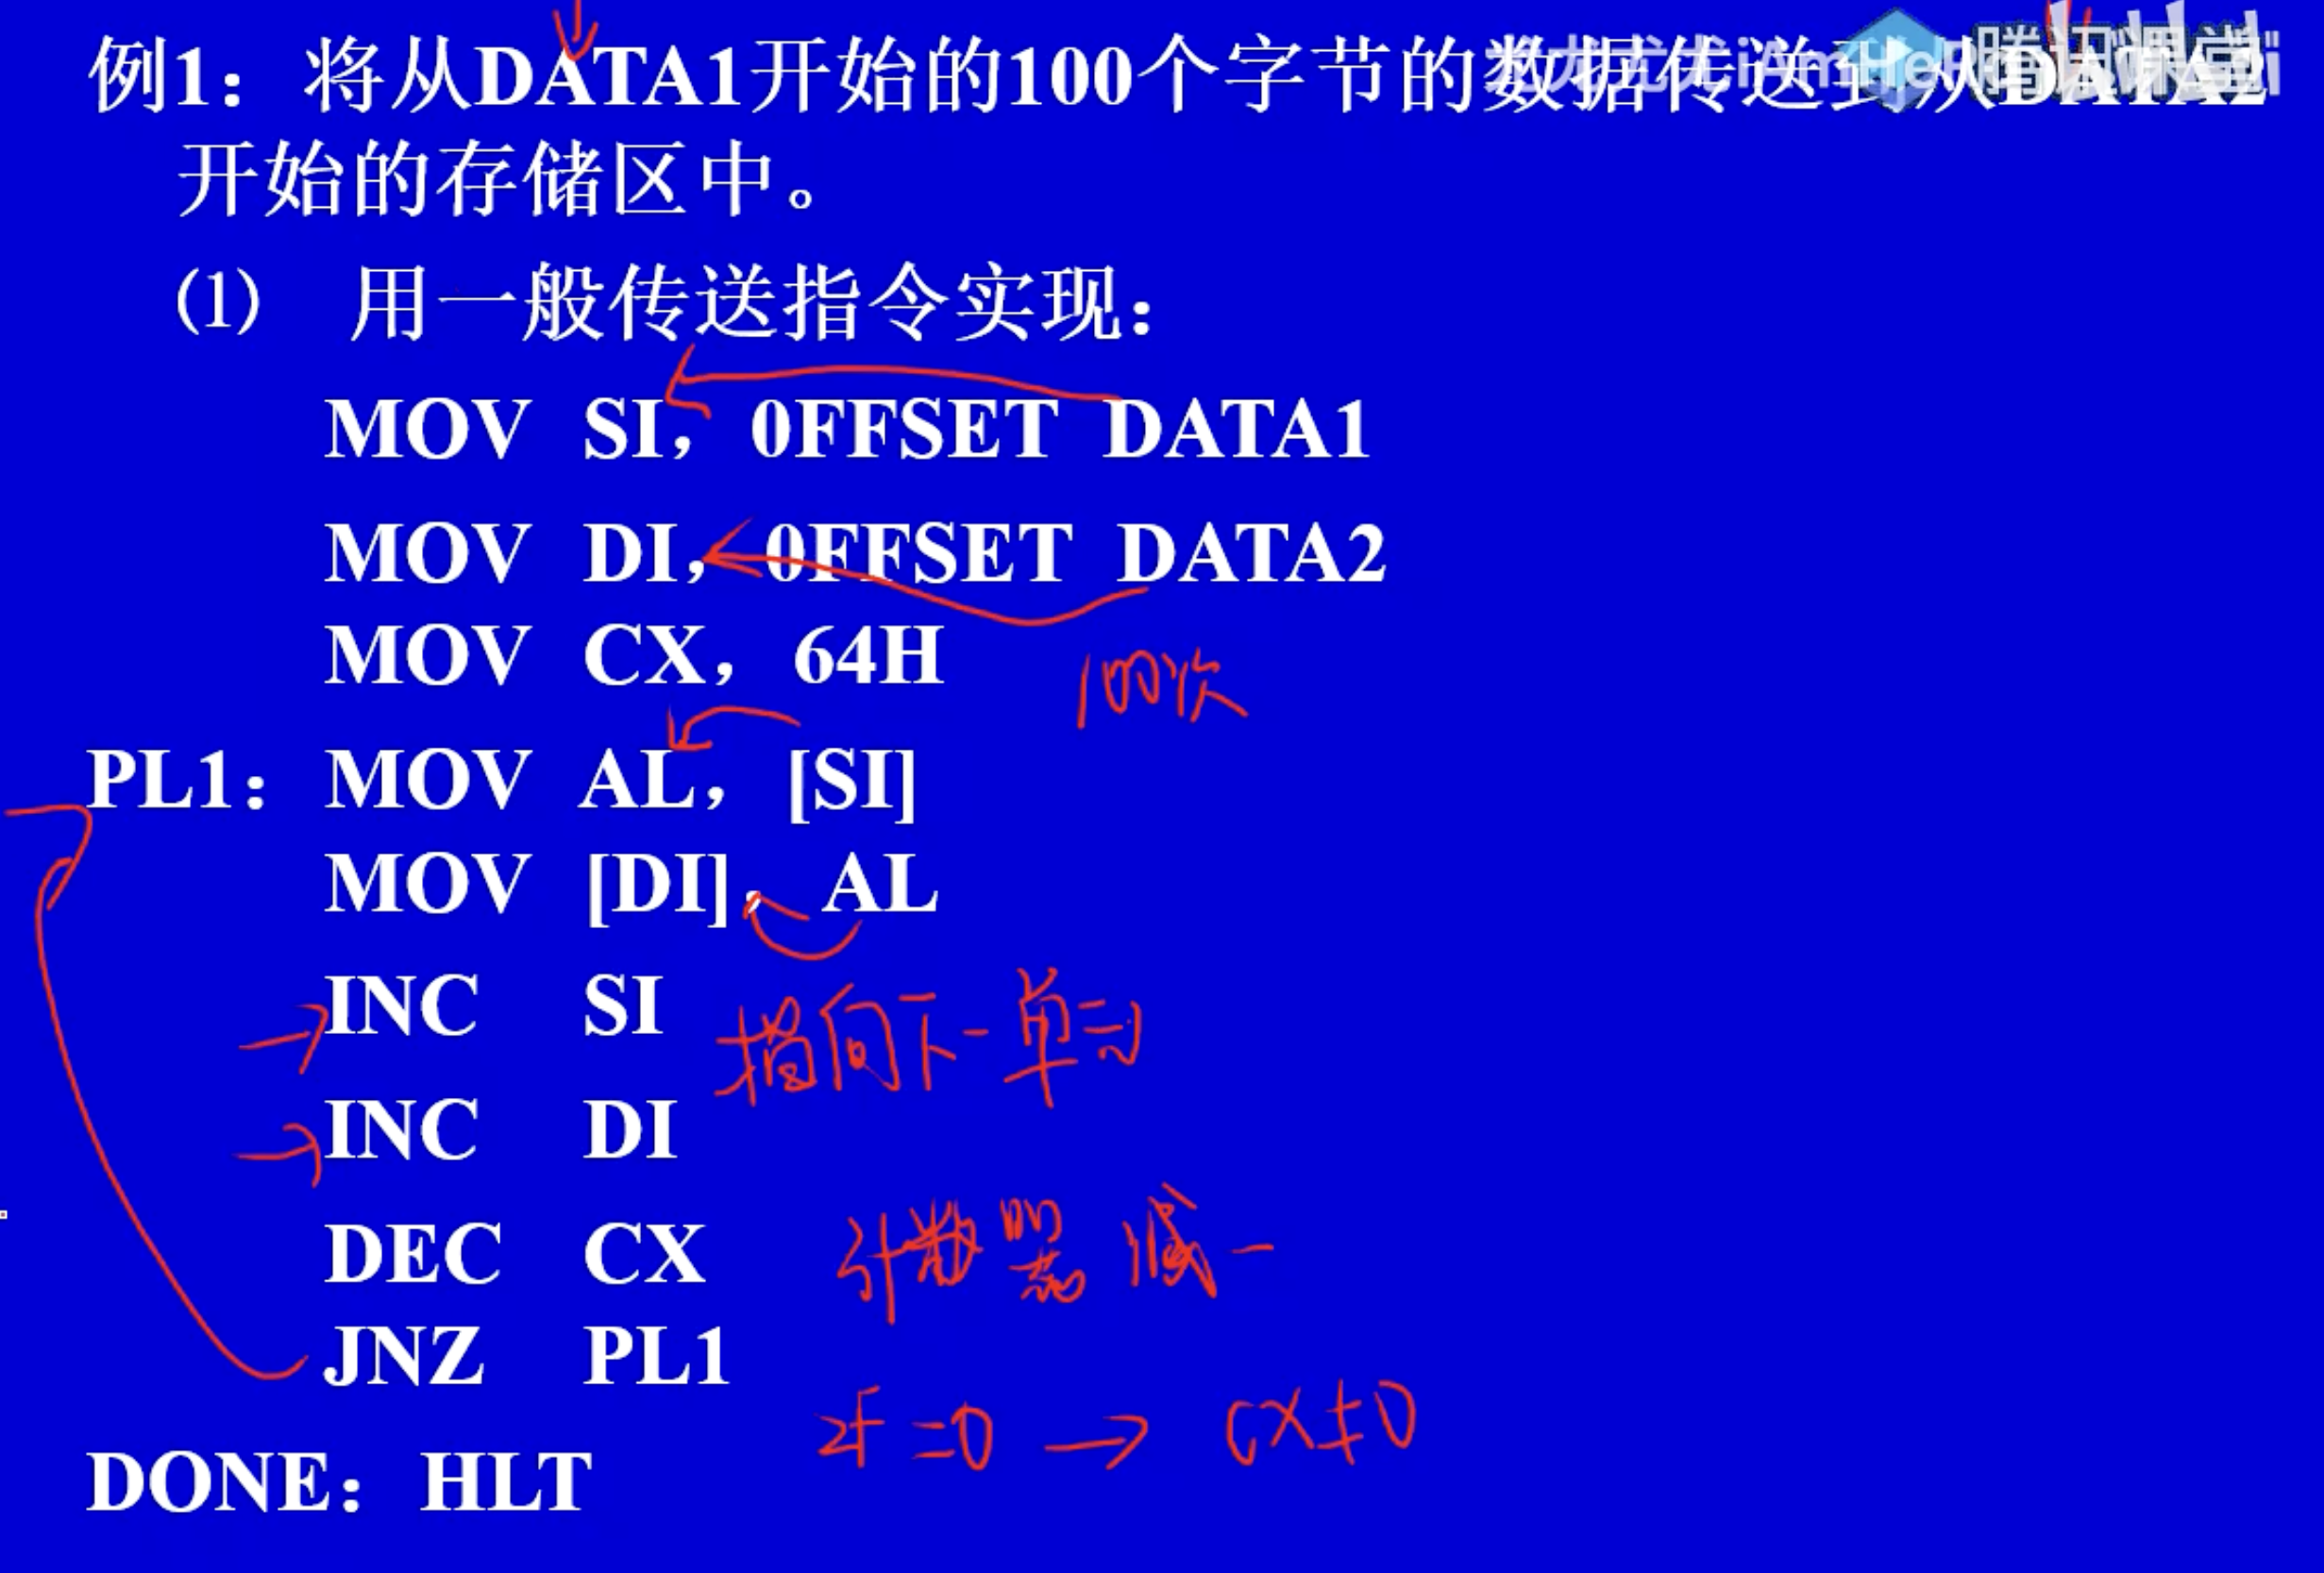 例1： 将从DATA1开始的100个字节的数据传送到从DATA2
开始的存储区中。
(1) 用一般传送指令实现：
MOV SI， 0FFSET DATA1
MOV DI， 0FFSET DATA2
MOV CX， 64H
100次
PL1： MOV AL， [SI]
MOV [DI]， AL
INC SI
指向下一单元
INC DI
DEC CX
计数器 减一
JNZ PL1
ZF=0 → CX≠0
DONE： HLT
腾讯课堂